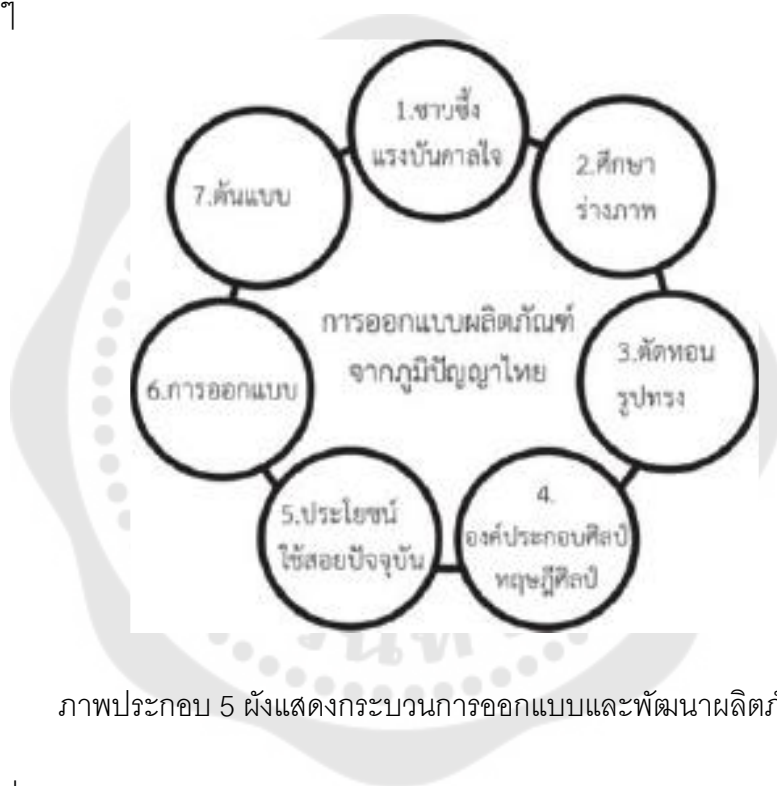 ๆ
1.ซาบซึ้ง
แรงบันดาลใจ
2.ศึกษา
ร่างภาพ
3.ตัดทอน
รูปทรง
4.
องค์ประกอบศิลป์
ทฤษฎีศิลป์
5.ประโยชน์
ใช้สอยปัจจุบัน
6.การออกแบบ
7.ต้นแบบ
การออกแบบผลิตภัณฑ์
จากภูมิปัญญาไทย
ภาพประกอบ 5 ผังแสดงกระบวนการออกแบบและพัฒนาผลิตภั